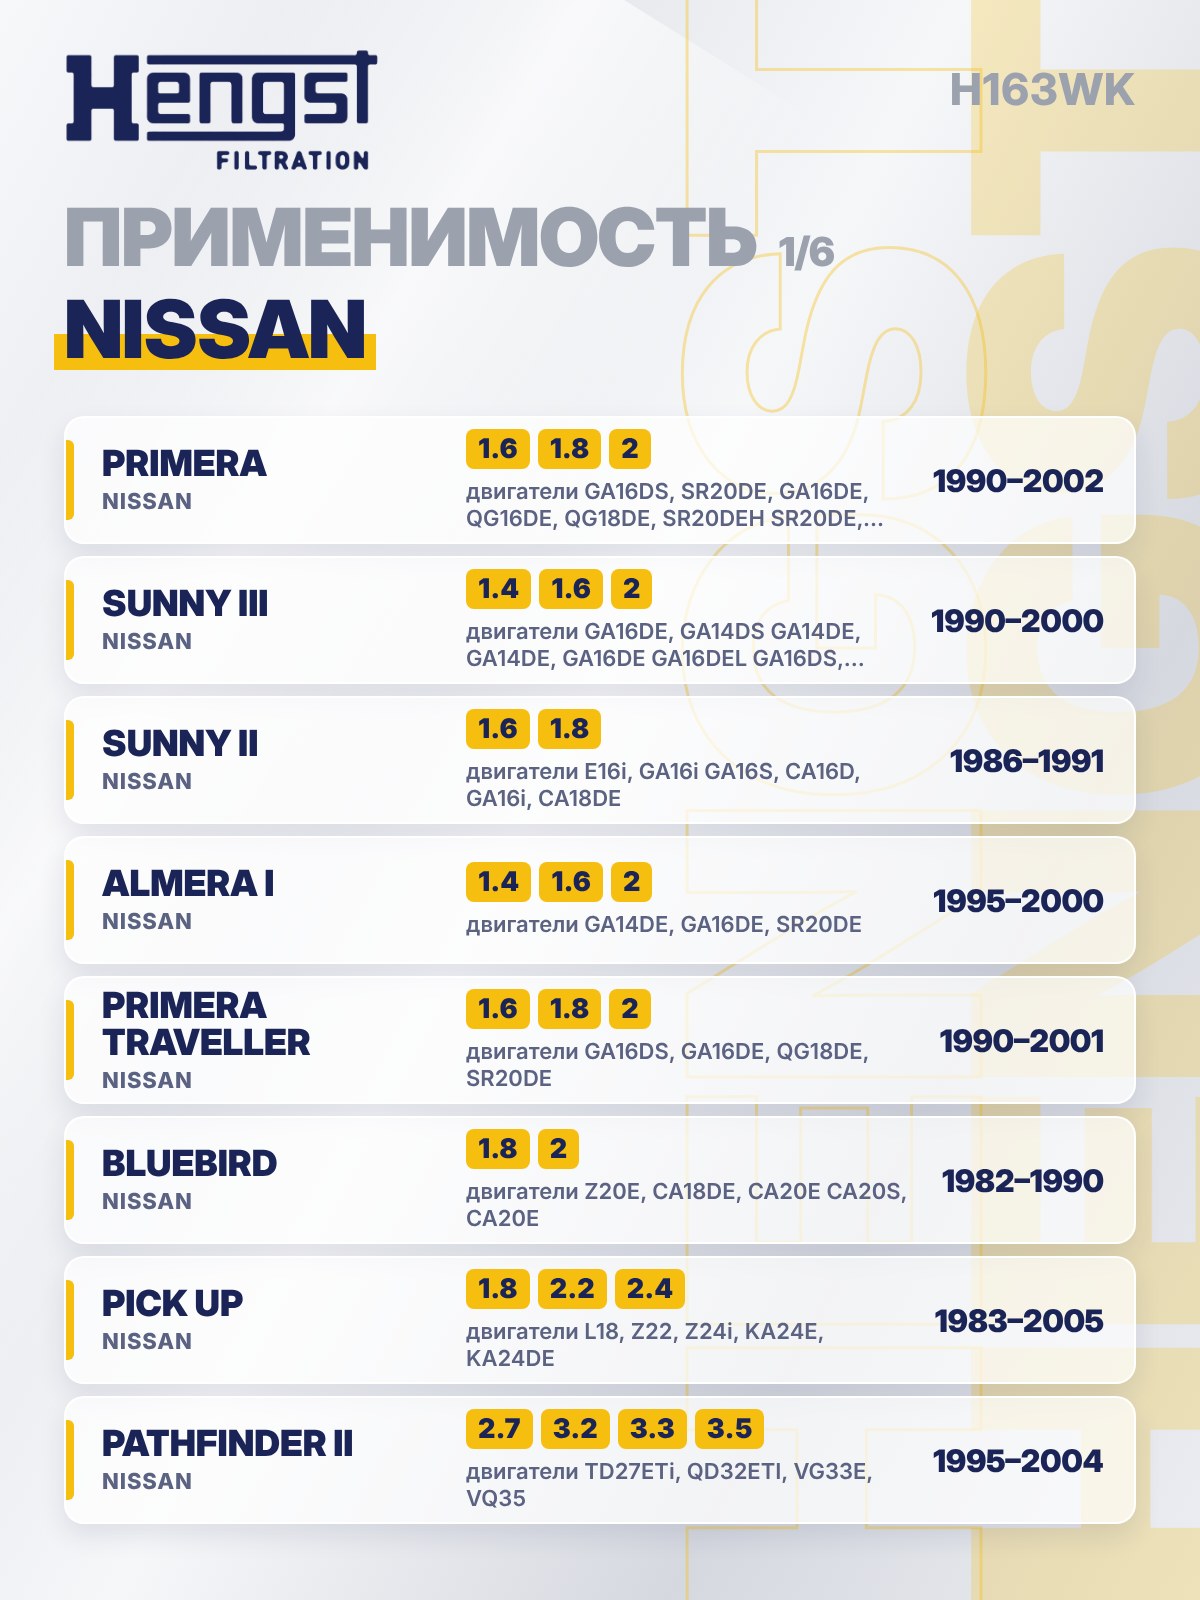 Hengst
FILTRATION
H163WK
ПРИМЕНИМОСТЬ 1/6
NISSAN
PRIMERA
NISSAN
1.6 1.8 2
двигатели GA16DS, SR20DE, GA16DE,
QG16DE, QG18DE, SR20DEH SR20DE,...
1990–2002
SUNNY III
NISSAN
1.4 1.6 2
двигатели GA16DE, GA14DS GA14DE,
GA14DE, GA16DE GA16DEL GA16DS,...
1990–2000
SUNNY II
NISSAN
1.6 1.8
двигатели E16i, GA16i GA16S, CA16D,
GA16i, CA18DE
1986–1991
ALMERA I
NISSAN
1.4 1.6 2
двигатели GA14DE, GA16DE, SR20DE
1995–2000
PRIMERA
TRAVELLER
NISSAN
1.6 1.8 2
двигатели GA16DS, GA16DE, QG18DE,
SR20DE
1990–2001
BLUEBIRD
NISSAN
1.8 2
двигатели Z20E, CA18DE, CA20E CA20S,
CA20E
1982–1990
PICK UP
NISSAN
1.8 2.2 2.4
двигатели L18, Z22, Z24i, KA24E,
KA24DE
1983–2005
PATHFINDER II
NISSAN
2.7 3.2 3.3 3.5
двигатели TD27ETi, QD32ETI, VG33E,
VQ35
1995–2004
HENGST
HENGST